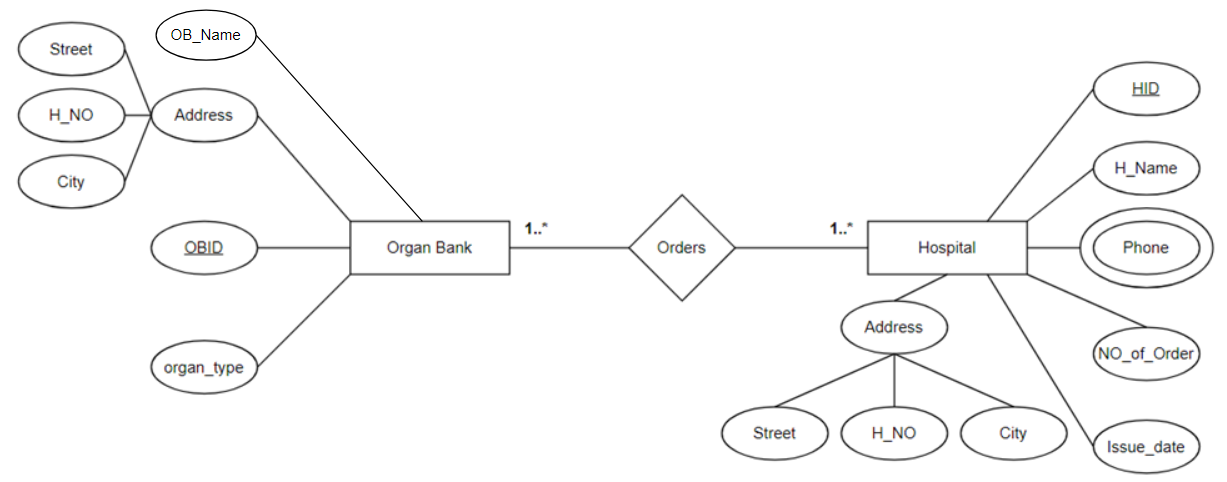 OB_Name
Street
Address
H_NO
City
OBID
organ_type
Organ Bank
1..*
Orders
1..*
Hospital
HID
H_Name
Phone
NO_of_Order
Issue_date
Address
Street
H_NO
City